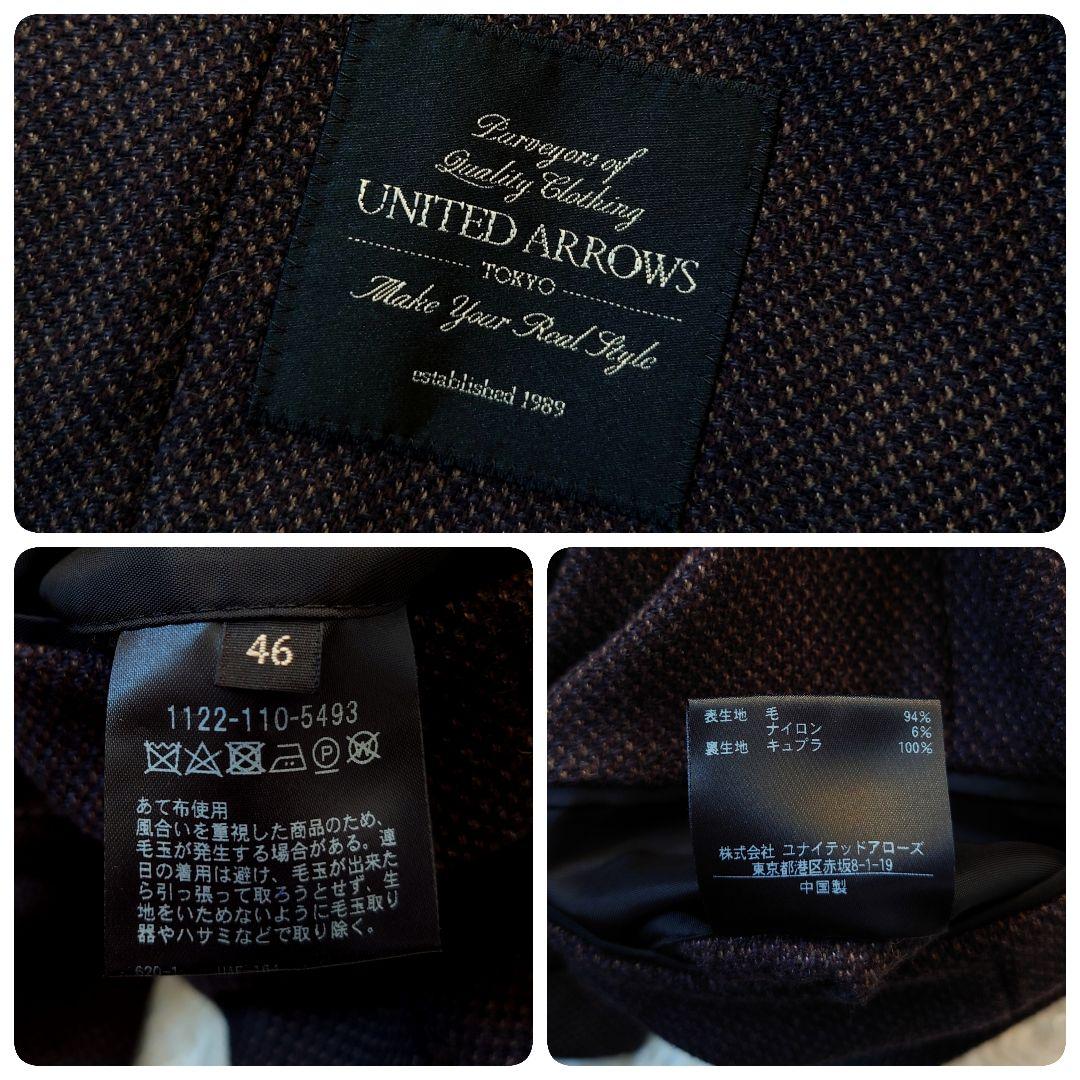 Purveyors of
Quality Clothing
UNITED ARROWS
TOKYO
Make Your Real Style
established 1989
46
1122-110-5493
P
W
あて布使用
風合いを重視した商品のため、
毛玉が発生する場合がある。連
日の着用は避け、毛玉が出来た
ら引っ張って取ろうとせず、生
地をいためないように毛玉取り
器やハサミなどで取り除く。
表生地 毛 94%
ナイロン 6%
裏生地 キュプラ 100%
株式会社 ユナイテッドアローズ
東京都港区赤坂8-1-19
中国製